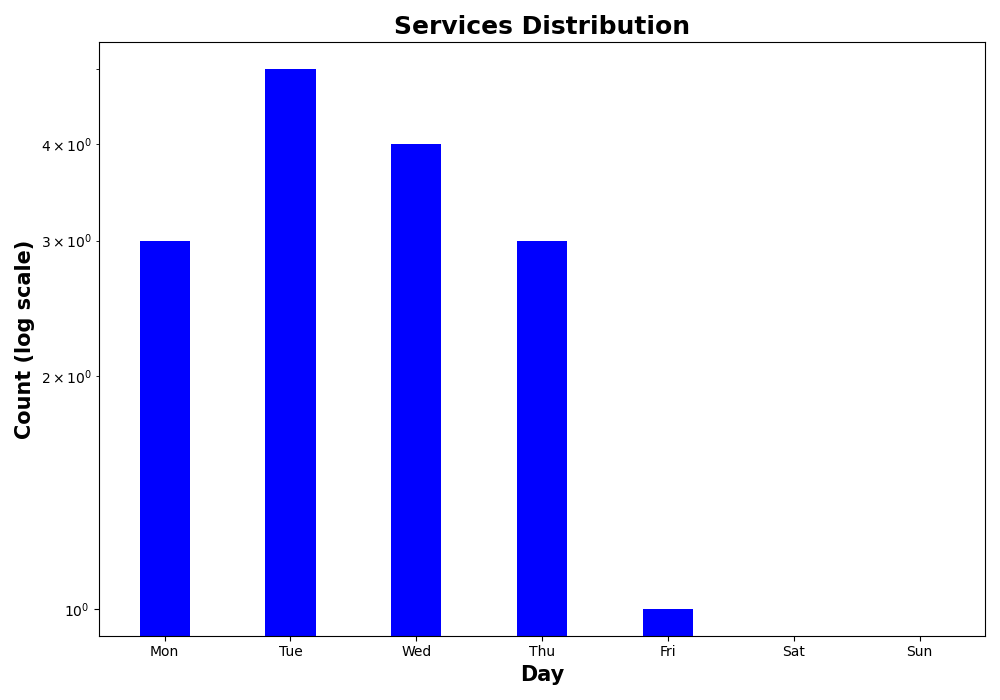 Services Distribution
Count (log scale)
4 × 10⁰
3 × 10⁰
2 × 10⁰
10⁰
Mon Tue Wed Thu Fri Sat Sun
Day